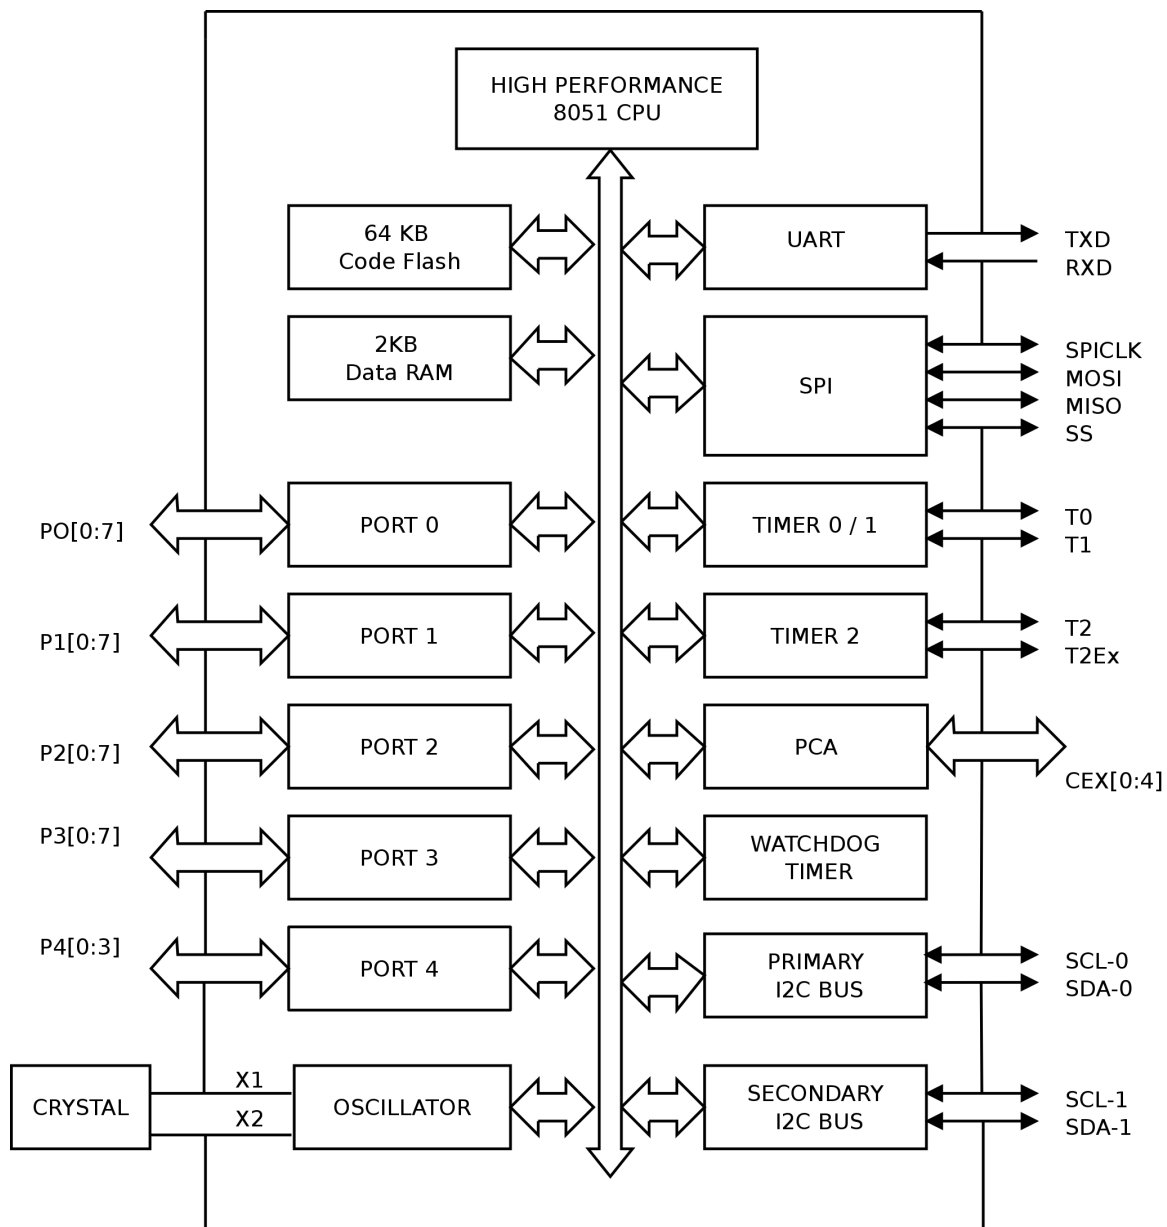 HIGH PERFORMANCE
8051 CPU
64 KB
Code Flash
UART
TXD
RXD
2KB
Data RAM
SPI
SPICLK
MOSI
MISO
SS
PO[0:7]
PORT 0
TIMER 0 / 1
T0
T1
P1[0:7]
PORT 1
TIMER 2
T2
T2Ex
P2[0:7]
PORT 2
PCA
CEX[0:4]
P3[0:7]
PORT 3
WATCHDOG
TIMER
P4[0:3]
PORT 4
PRIMARY
I2C BUS
SCL-0
SDA-0
CRYSTAL
X1
X2
OSCILLATOR
SECONDARY
I2C BUS
SCL-1
SDA-1